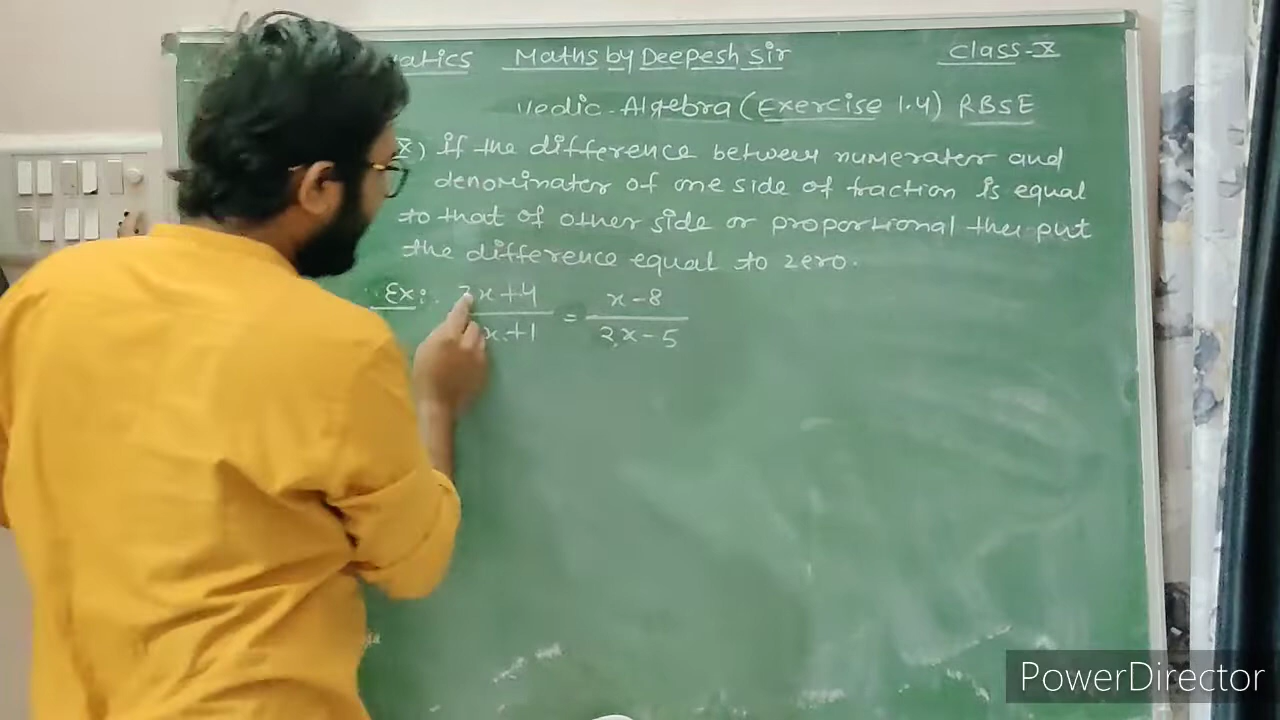 Maths by Deepesh Sir Class-X
Vedic-Algebra (Exercise 1.4) RBSE
X) if the difference between numerator and
denominator of one side of fraction is equal
to that of other side or proportional then put
the difference equal to zero.
Ex: x+4 = x-8
x+1 2x-5
PowerDirector